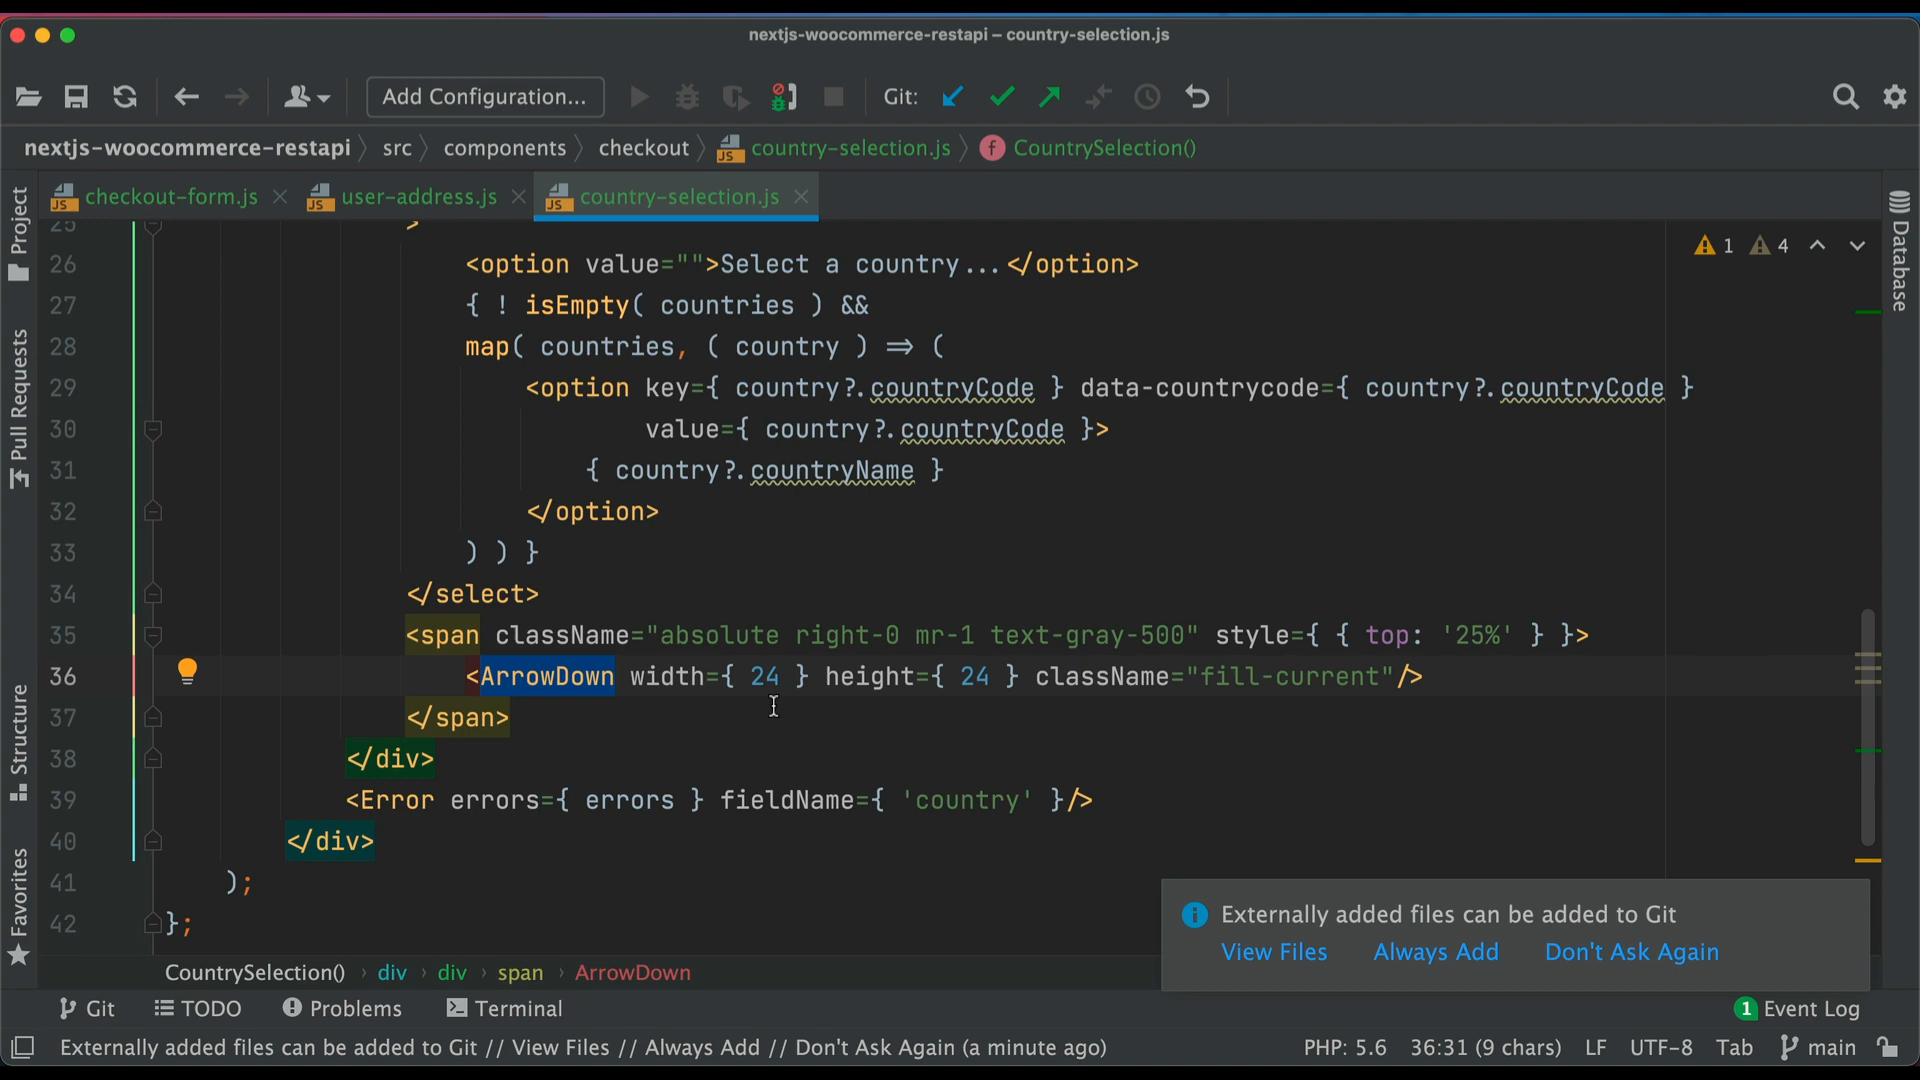 nextjs-woocommerce-restapi – country-selection.js
Add Configuration... Git:
nextjs-woocommerce-restapi src components checkout country-selection.js CountrySelection()
checkout-form.js user-address.js country-selection.js
Project
Pull Requests
Structure
Favorites
Database
1 4
25 >
26 <option value="">Select a country...</option>
27 { ! isEmpty( countries ) &&
28 map( countries, ( country ) => (
29 <option key={ country?.countryCode } data-countrycode={ country?.countryCode }
30 value={ country?.countryCode }>
31 { country?.countryName }
32 </option>
33 ) ) }
34 </select>
35 <span className="absolute right-0 mr-1 text-gray-500" style={ { top: '25%' } }>
36 <ArrowDown width={ 24 } height={ 24 } className="fill-current"/>
37 </span>
38 </div>
39 <Error errors={ errors } fieldName={ 'country' }/>
40 </div>
41 );
42 };
Externally added files can be added to Git
View Files Always Add Don't Ask Again
CountrySelection() › div › div › span › ArrowDown
Git TODO Problems Terminal 1 Event Log
Externally added files can be added to Git // View Files // Always Add // Don't Ask Again (a minute ago) PHP: 5.6 36:31 (9 chars) LF UTF-8 Tab main